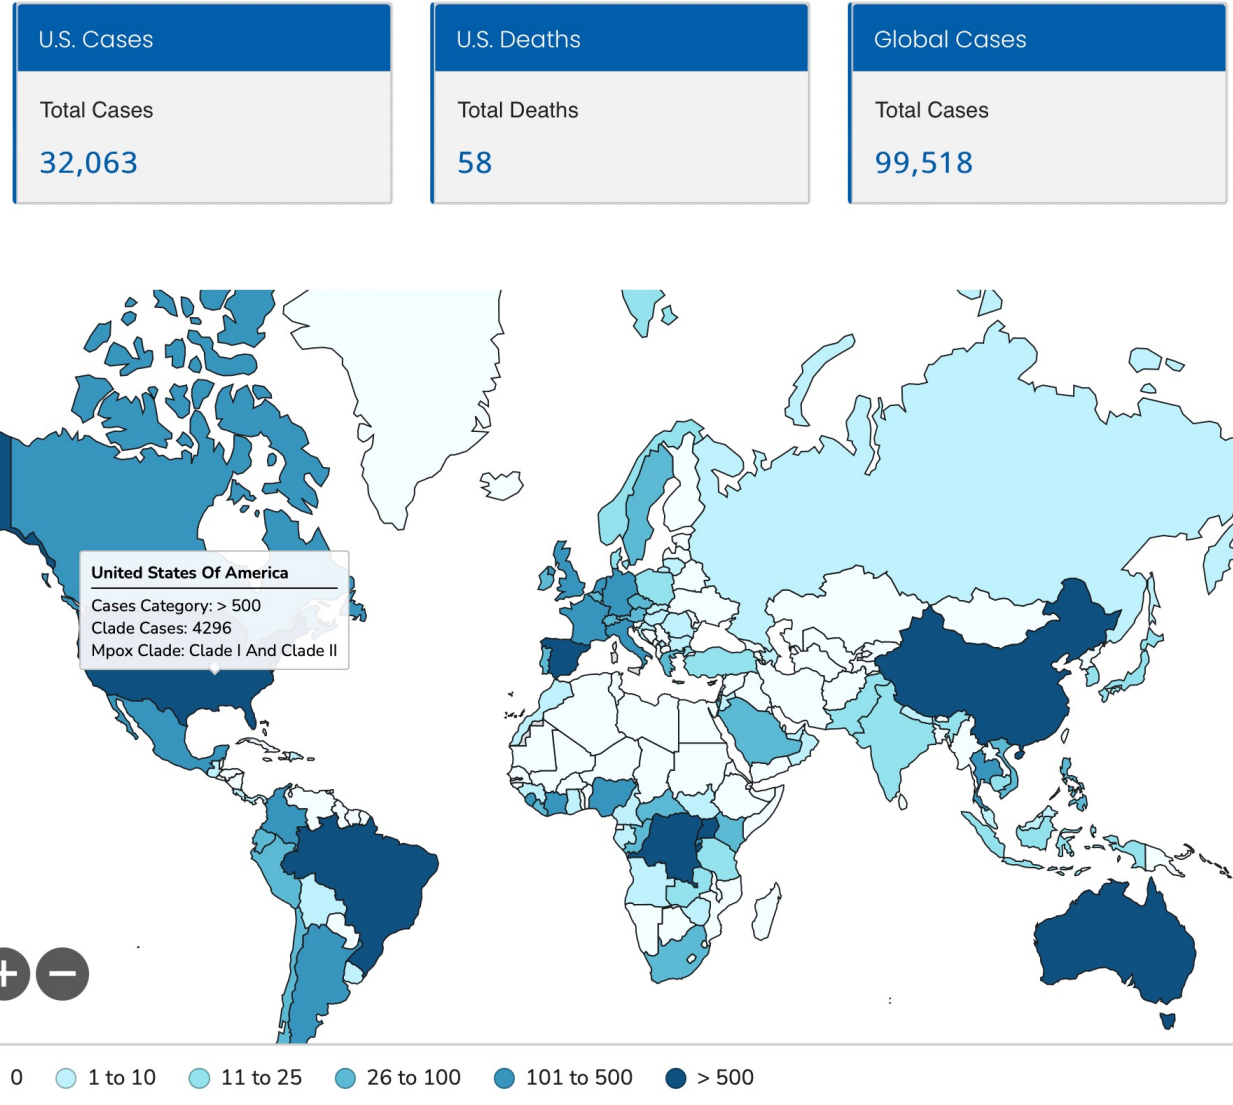 U.S. Cases
Total Cases
32,063
U.S. Deaths
Total Deaths
58
Global Cases
Total Cases
99,518
United States Of America
Cases Category: > 500
Clade Cases: 4296
Mpox Clade: Clade I And Clade II
+ −
0 1 to 10 11 to 25 26 to 100 101 to 500 > 500